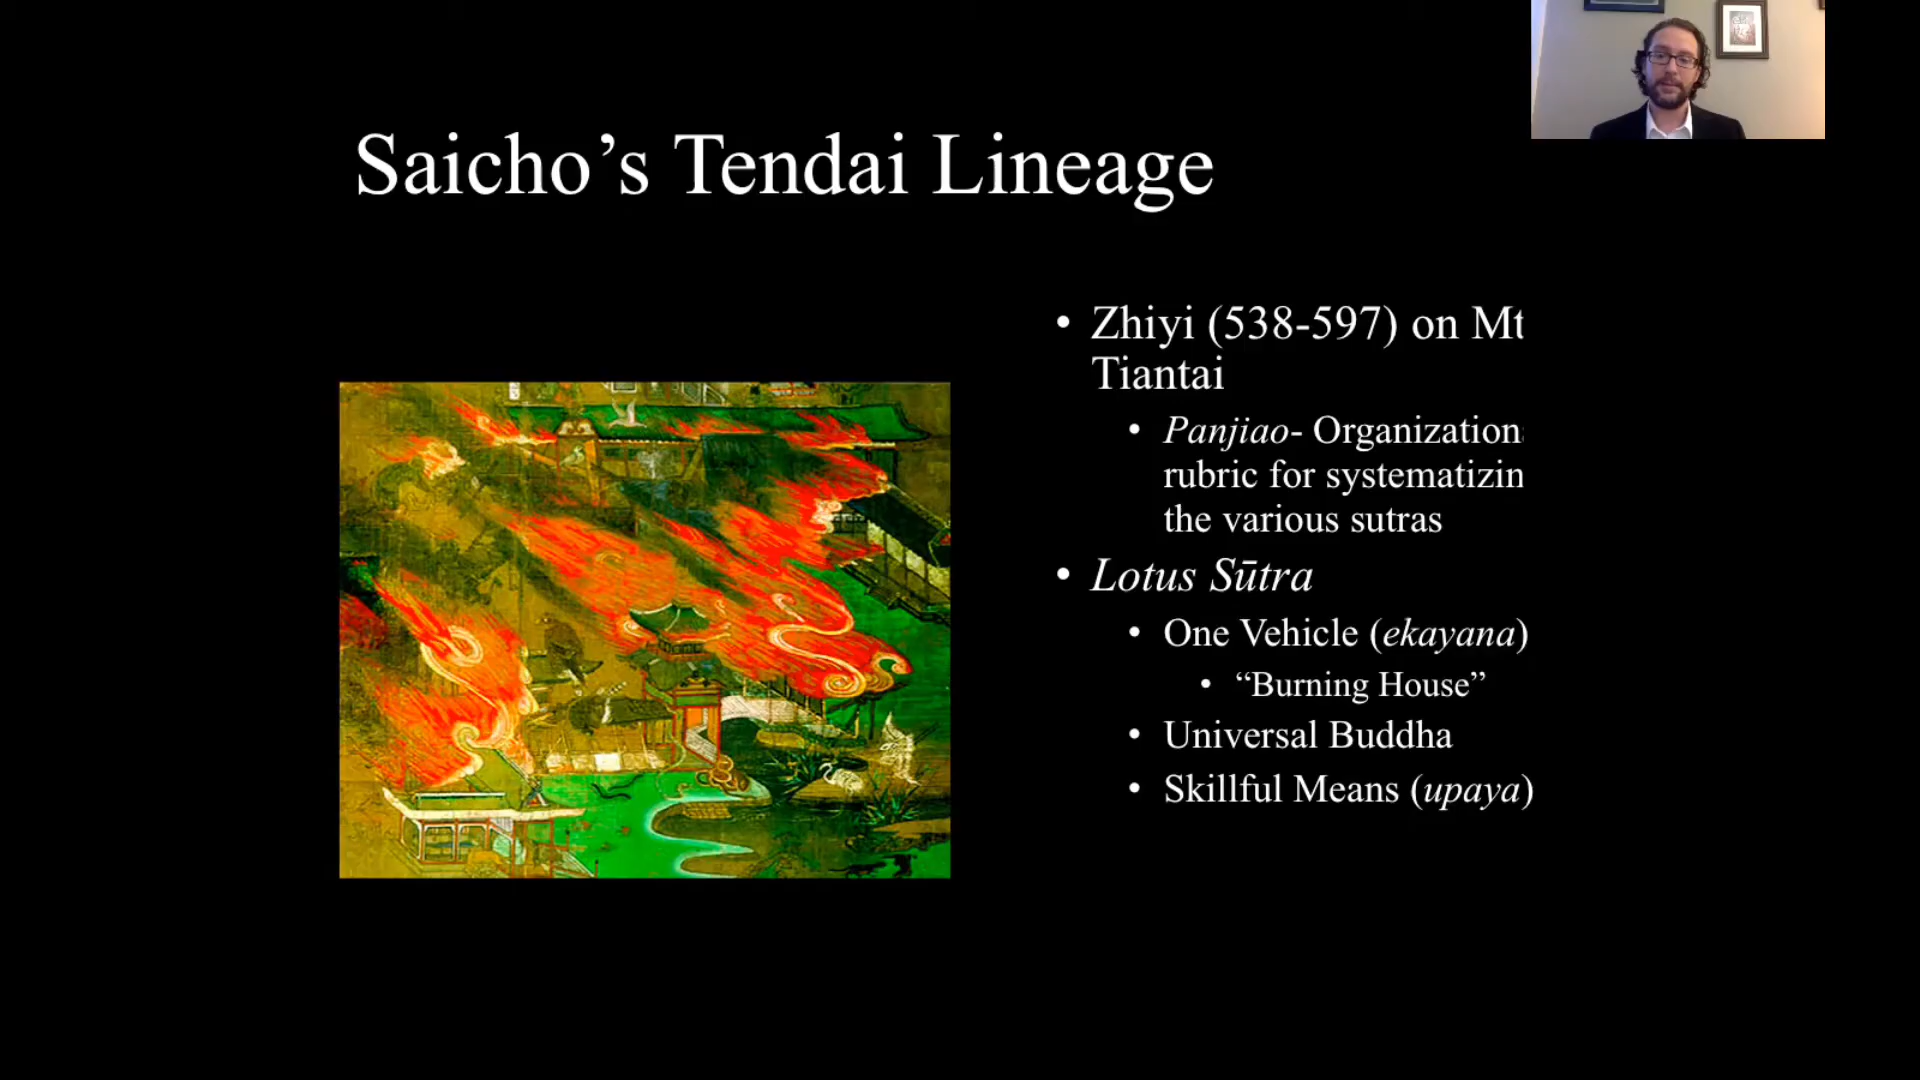 Saicho’s Tendai Lineage
• Zhiyi (538-597) on Mt
Tiantai
• Panjiao- Organization
rubric for systematizin
the various sutras
• Lotus Sūtra
• One Vehicle (ekayana)
• “Burning House”
• Universal Buddha
• Skillful Means (upaya)